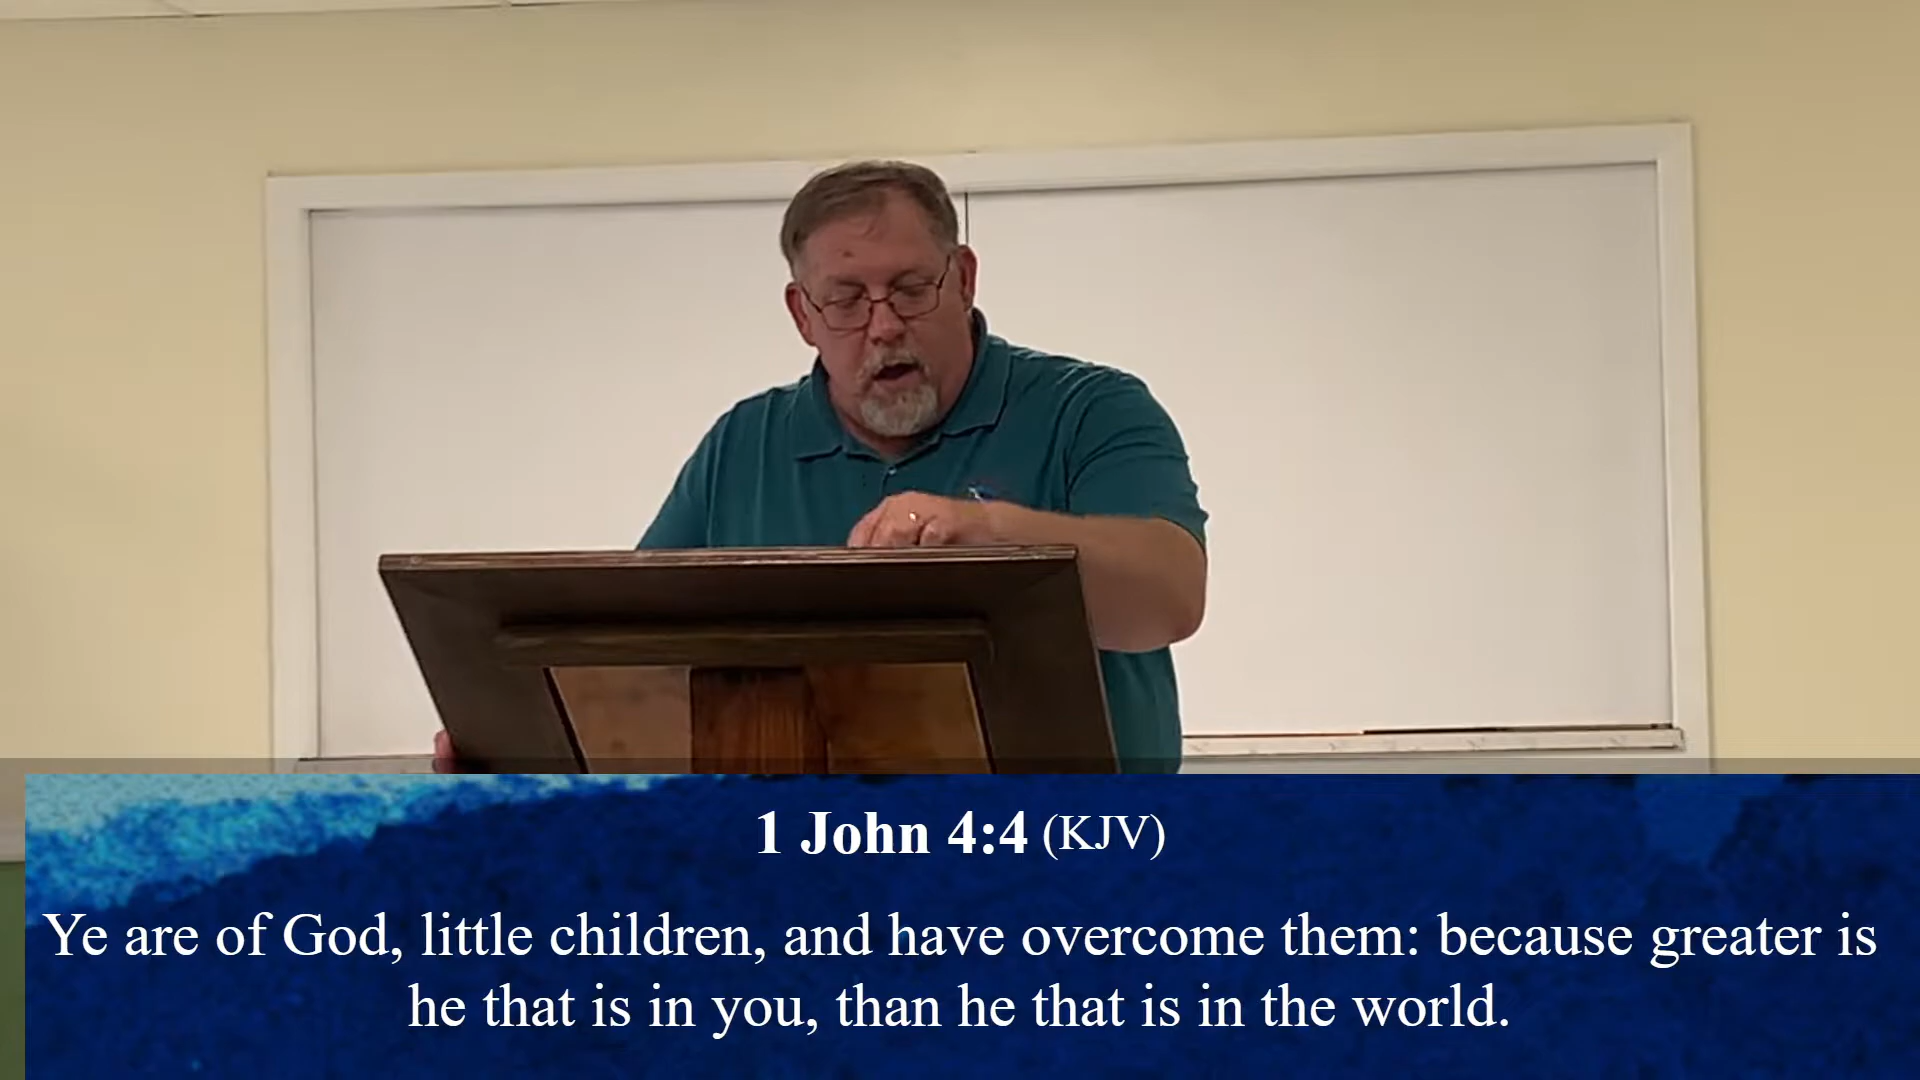 1 John 4:4 (KJV)
Ye are of God, little children, and have overcome them: because greater is
he that is in you, than he that is in the world.